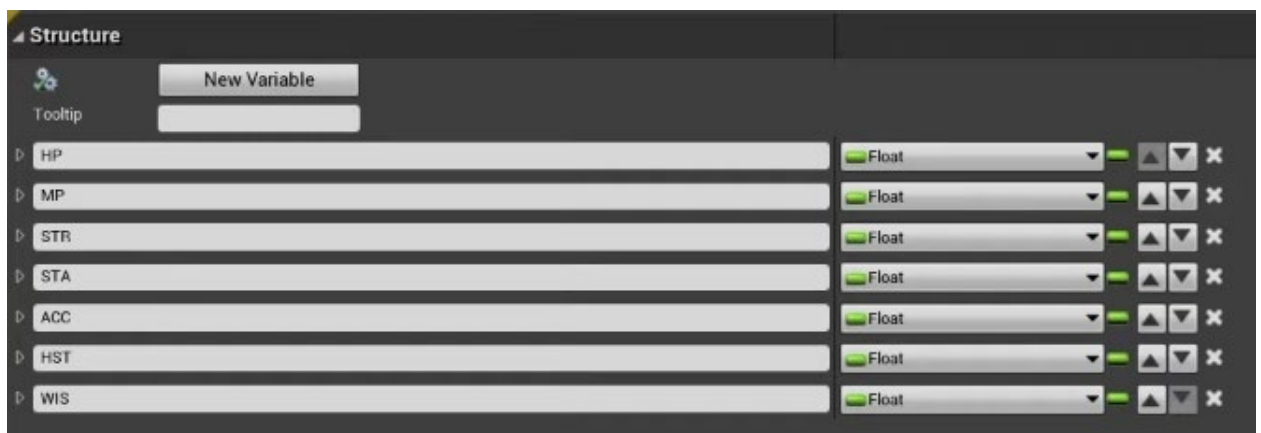 Structure
New Variable
Tooltip
HP Float
MP Float
STR Float
STA Float
ACC Float
HST Float
WIS Float